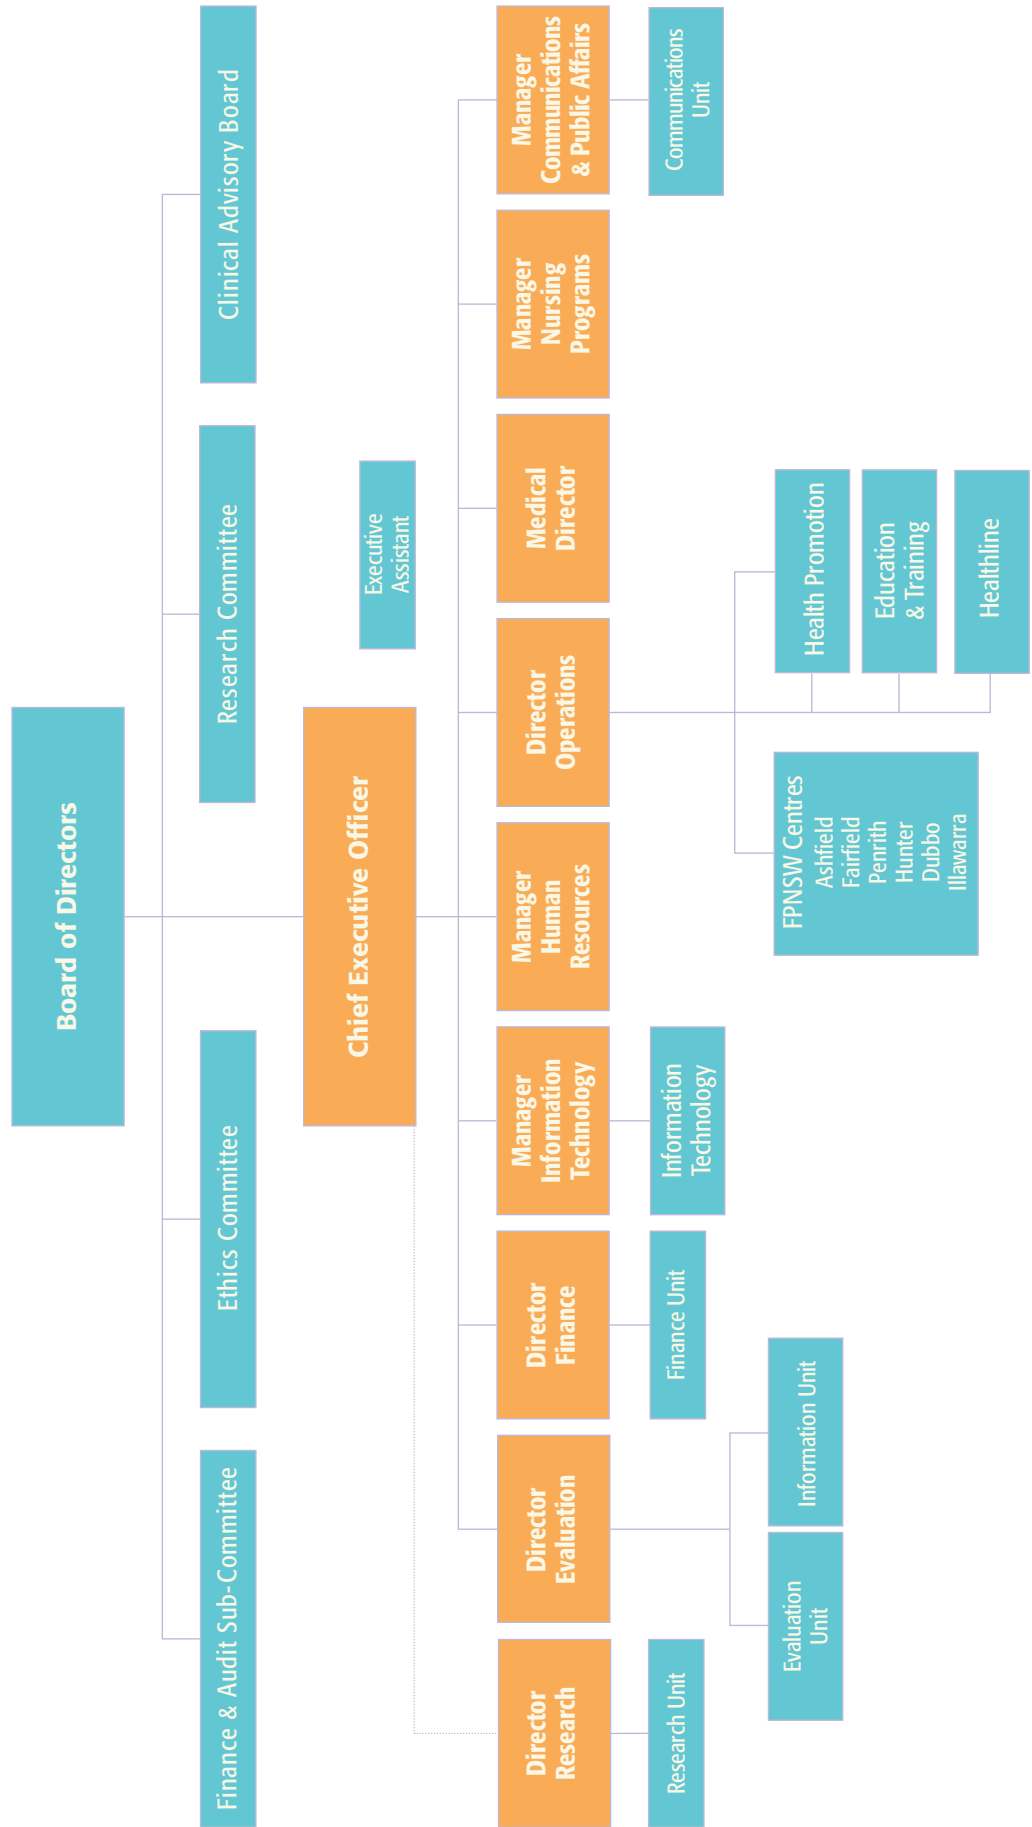 Board of Directors
Finance & Audit Sub-Committee
Ethics Committee
Research Committee
Clinical Advisory Board
Chief Executive Officer
Executive
Assistant
Director
Research
Director
Evaluation
Director
Finance
Manager
Information
Technology
Manager
Human
Resources
Director
Operations
Medical
Director
Manager
Nursing
Programs
Manager
Communications
& Public Affairs
Research Unit
Finance Unit
Information
Technology
Communications
Unit
Evaluation
Unit
Information Unit
FPNSW Centres
Ashfield
Fairfield
Penrith
Hunter
Dubbo
Illawarra
Health Promotion
Education
& Training
Healthline